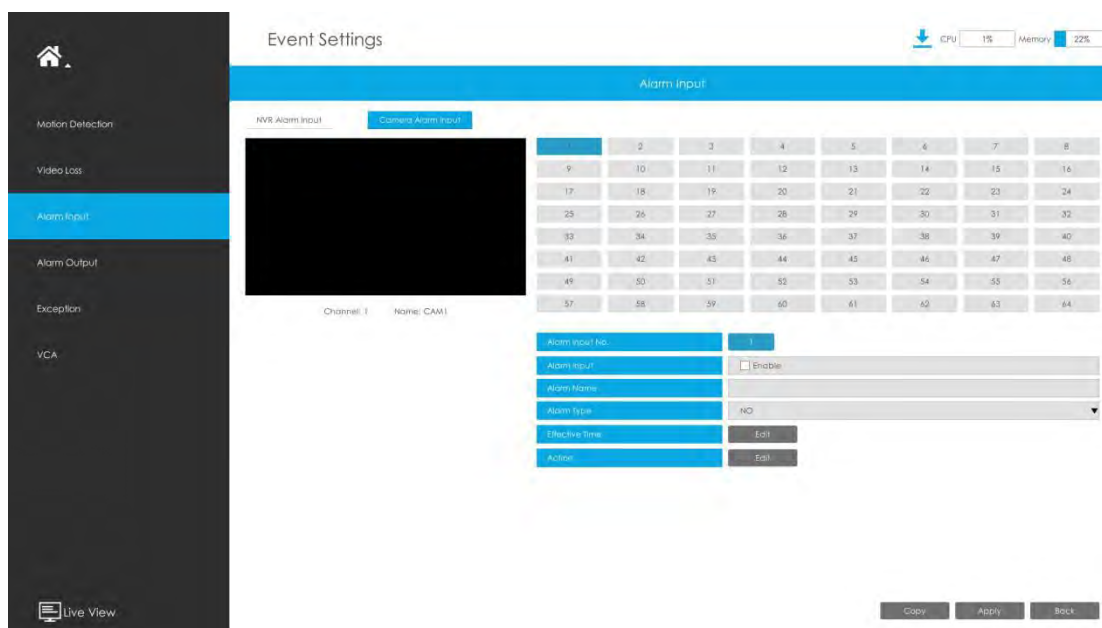 Event Settings
CPU 1% Memory 22%
Alarm Input
Motion Detection
Video Loss
Alarm Input
Alarm Output
Exception
VCA
Live View
NVR Alarm Input Camera Alarm Input
Channel: 1 Name: CAM1
1 2 3 4 5 6 7 8
9 10 11 12 13 14 15 16
17 18 19 20 21 22 23 24
25 26 27 28 29 30 31 32
33 34 35 36 37 38 39 40
41 42 43 44 45 46 47 48
49 50 51 52 53 54 55 56
57 58 59 60 61 62 63 64
Alarm Input No. 1
Alarm Input Enable
Alarm Name
Alarm Type NO
Effective Time Edit
Action Edit
Copy Apply Back